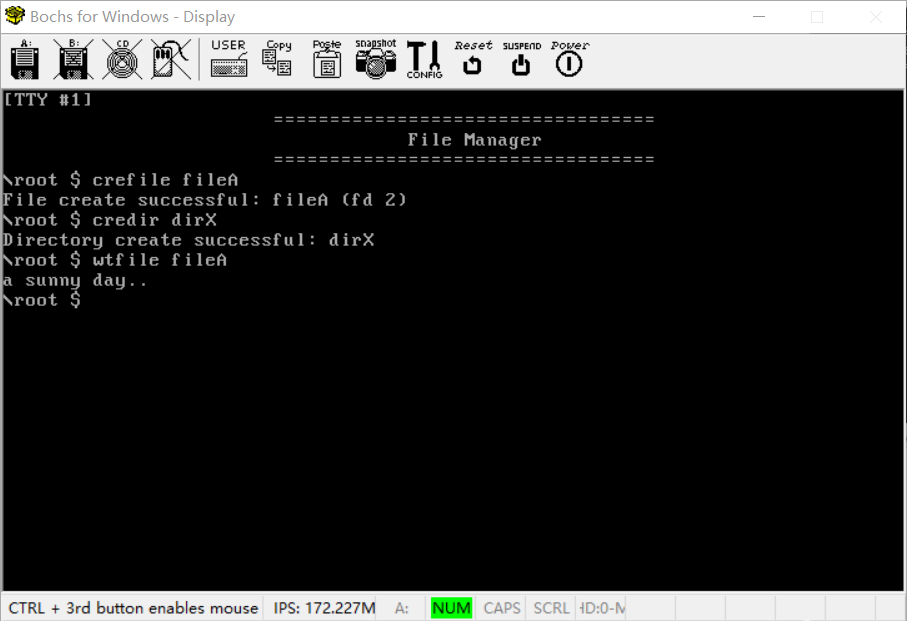 Bochs for Windows - Display
A: B: CD USER Copy Paste snapshot CONFIG Reset SUSPEND Power
[TTY #1]
==================================
File Manager
==================================
\root $ crefile fileA
File create successful: fileA (fd 2)
\root $ credir dirX
Directory create successful: dirX
\root $ wtfile fileA
a sunny day..
\root $
CTRL + 3rd button enables mouse IPS: 172.227M A: NUM CAPS SCRL HD:0-M